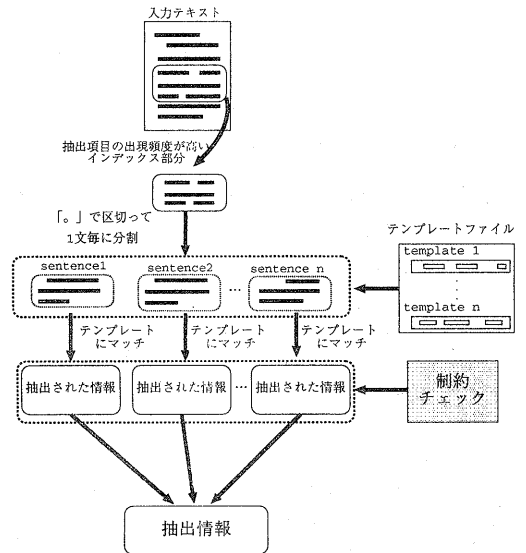 入力テキスト
抽出項目の出現頻度が高い
インデックス部分
「。」で区切って
1文毎に分割
テンプレートファイル
template 1
template n
sentence1
sentence2
sentence n
テンプレート
にマッチ
テンプレート
にマッチ
テンプレート
にマッチ
抽出された情報
抽出された情報
抽出された情報
制約
チェック
抽出情報